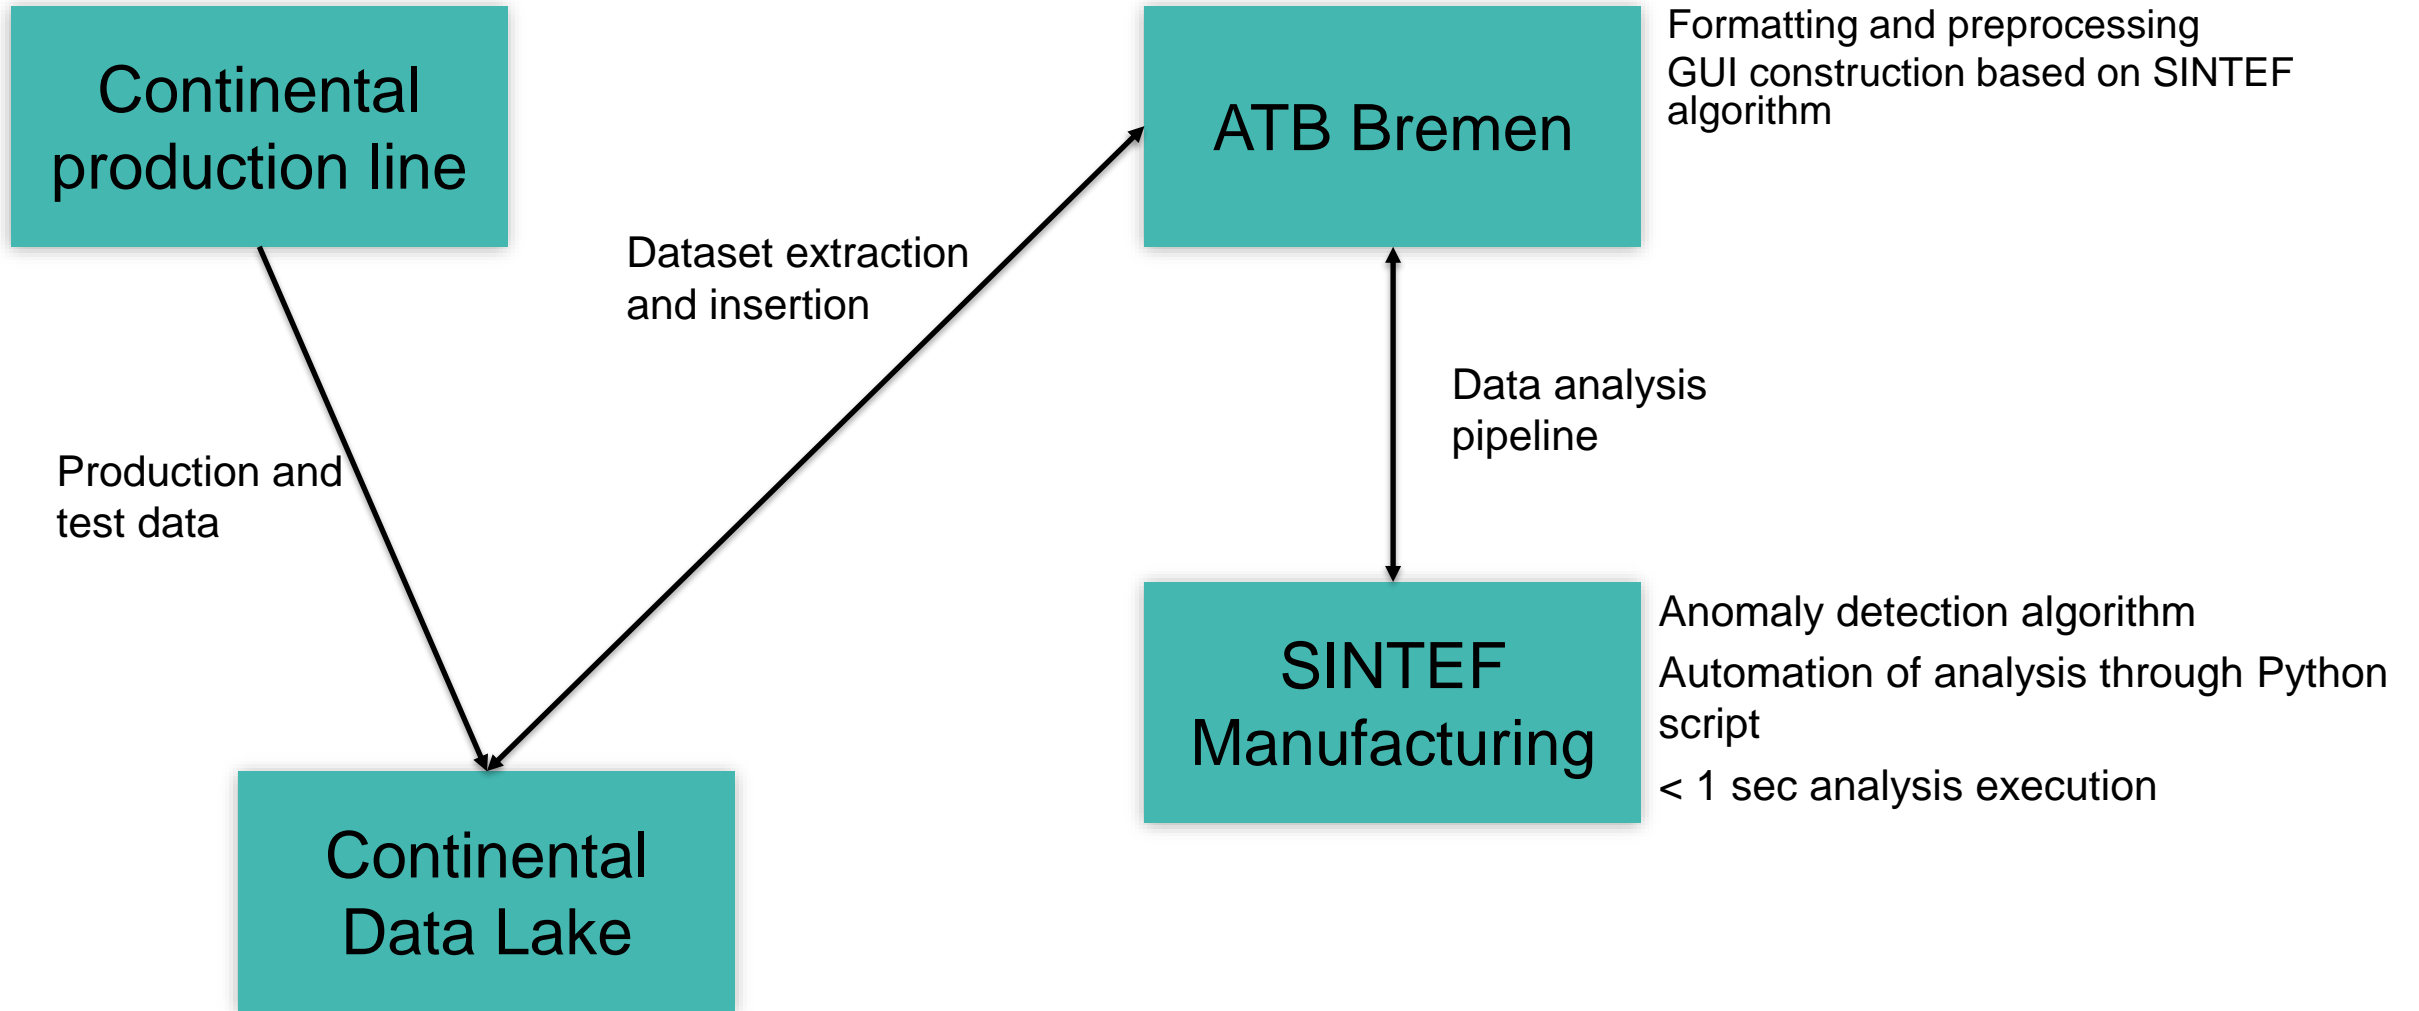 Continental
production line
ATB Bremen
Formatting and preprocessing
GUI construction based on SINTEF
algorithm
Dataset extraction
and insertion
Data analysis
pipeline
Production and
test data
SINTEF
Manufacturing
Anomaly detection algorithm
Automation of analysis through Python
script
< 1 sec analysis execution
Continental
Data Lake